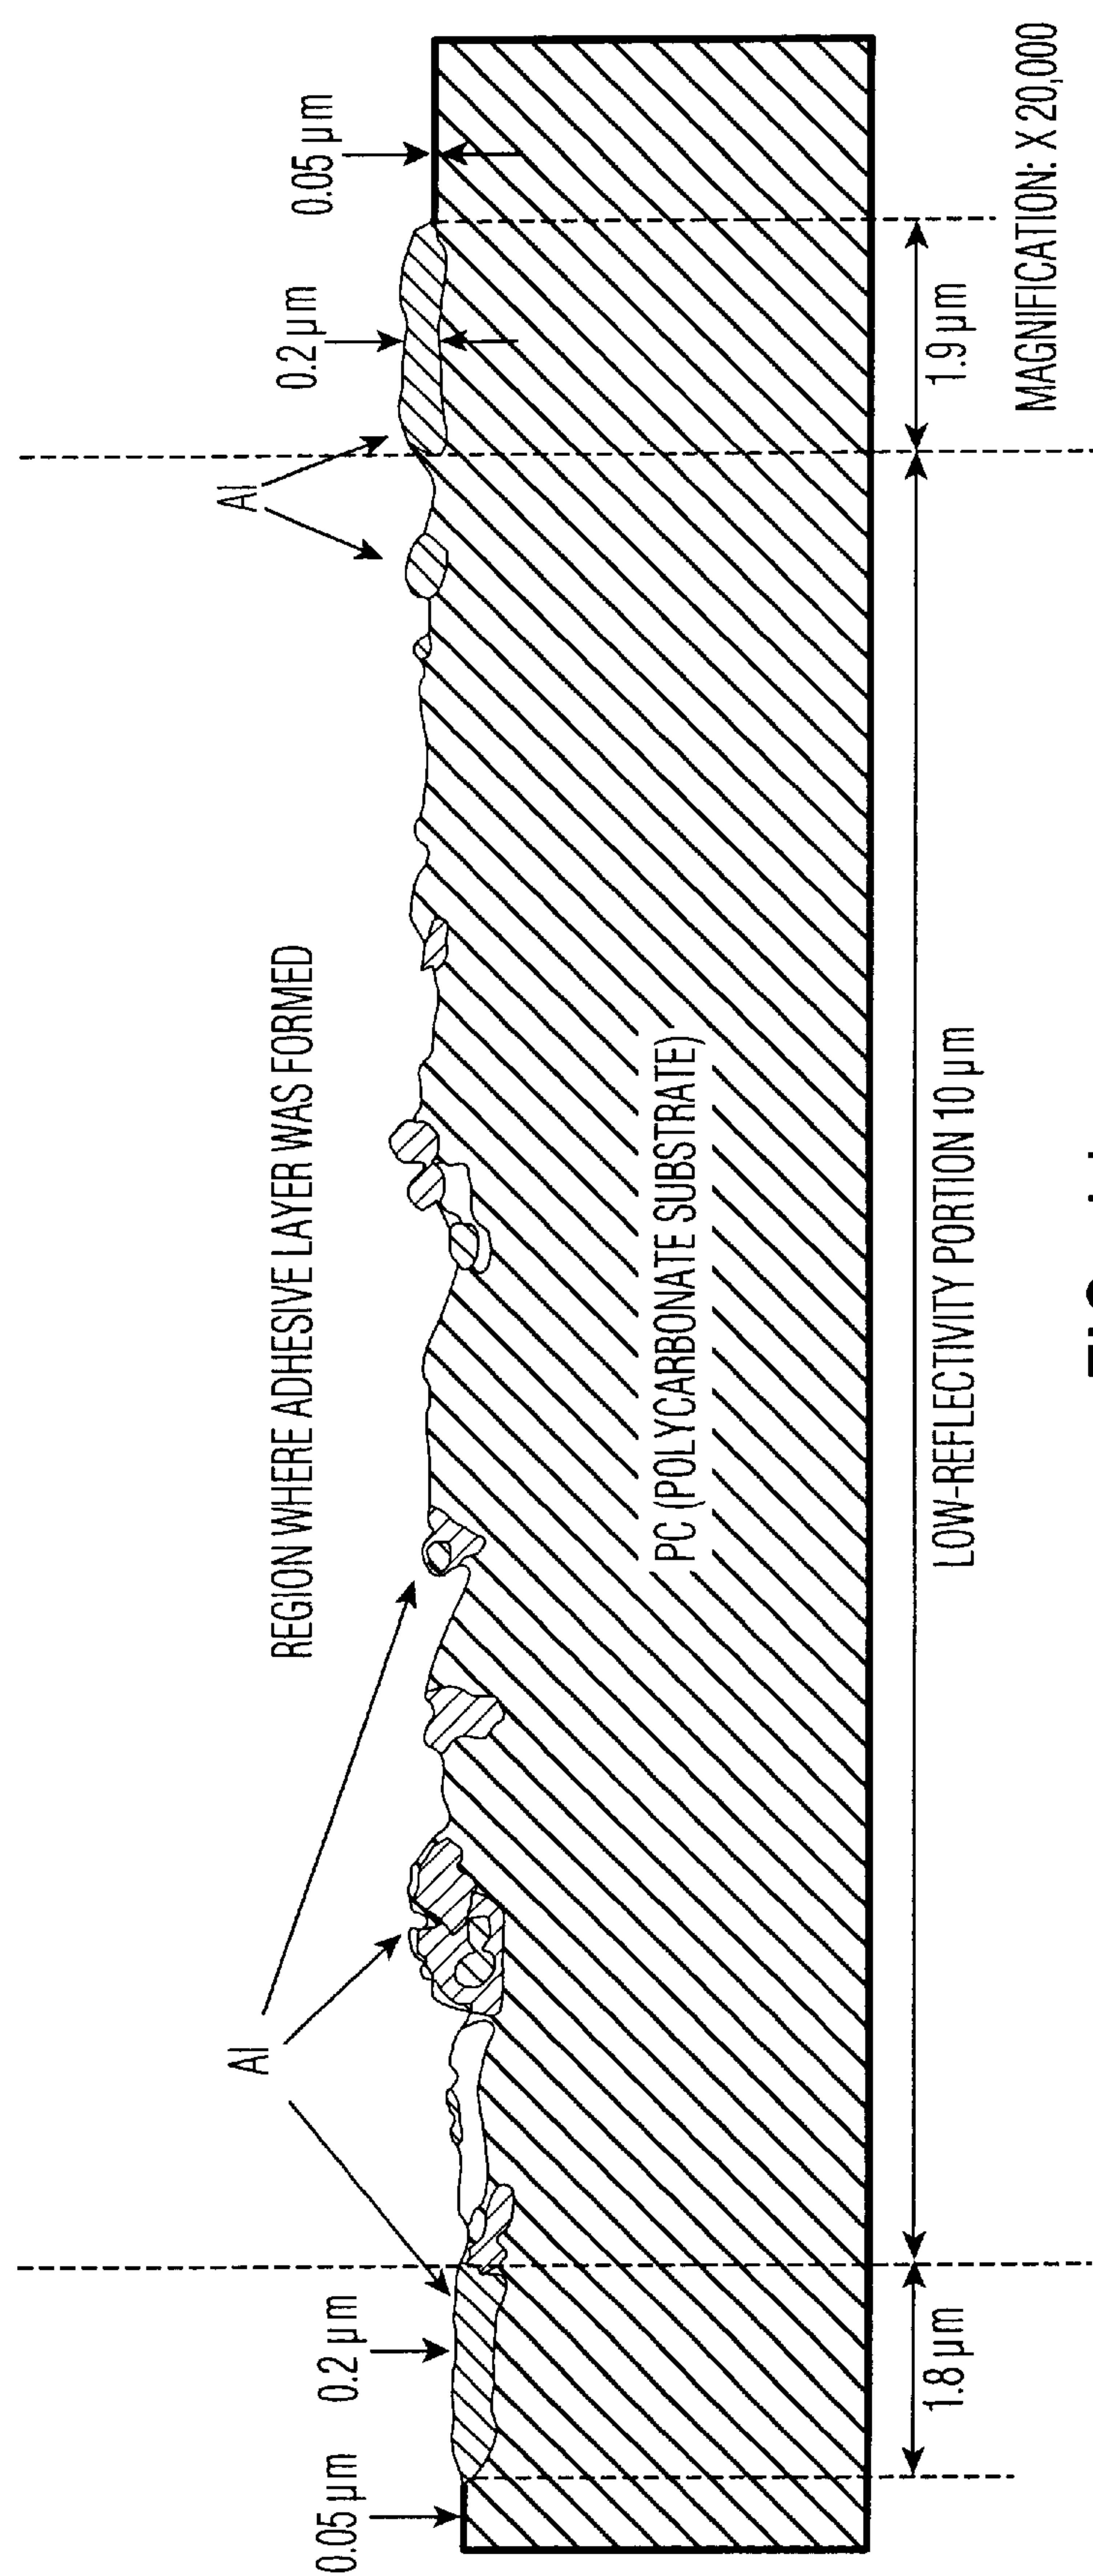 0.05 µm
0.2 µm
Al
REGION WHERE ADHESIVE LAYER WAS FORMED
Al
0.2 µm
0.05 µm
PC (POLYCARBONATE SUBSTRATE)
1.8 µm
LOW-REFLECTIVITY PORTION 10 µm
1.9 µm
MAGNIFICATION: X 20,000